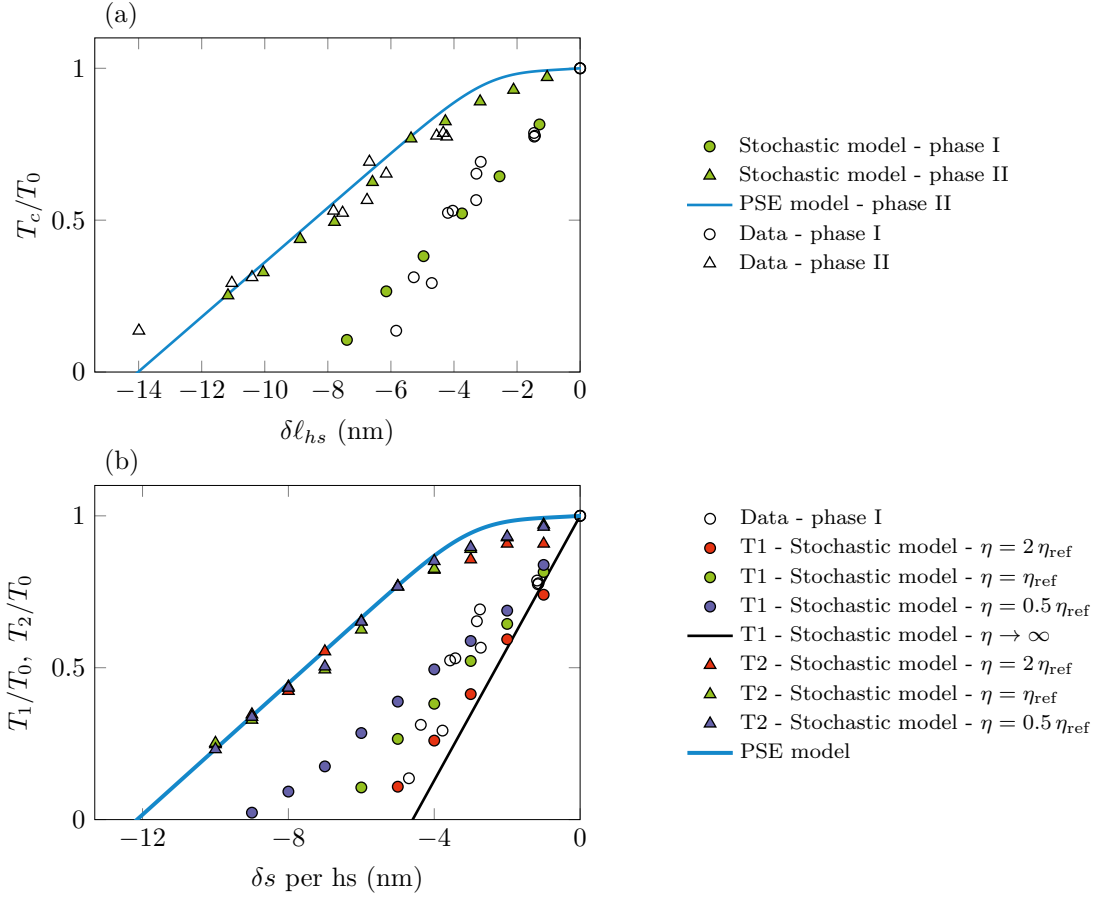 (a)
1
0.5
0
T_c/T_0
−14 −12 −10 −8 −6 −4 −2 0
δℓ_{hs} (nm)
Stochastic model - phase I
Stochastic model - phase II
PSE model - phase II
Data - phase I
Data - phase II
(b)
1
0.5
0
T_1/T_0, T_2/T_0
−12 −8 −4 0
δs per hs (nm)
Data - phase I
T1 - Stochastic model - η = 2 η_ref
T1 - Stochastic model - η = η_ref
T1 - Stochastic model - η = 0.5 η_ref
T1 - Stochastic model - η → ∞
T2 - Stochastic model - η = 2 η_ref
T2 - Stochastic model - η = η_ref
T2 - Stochastic model - η = 0.5 η_ref
PSE model